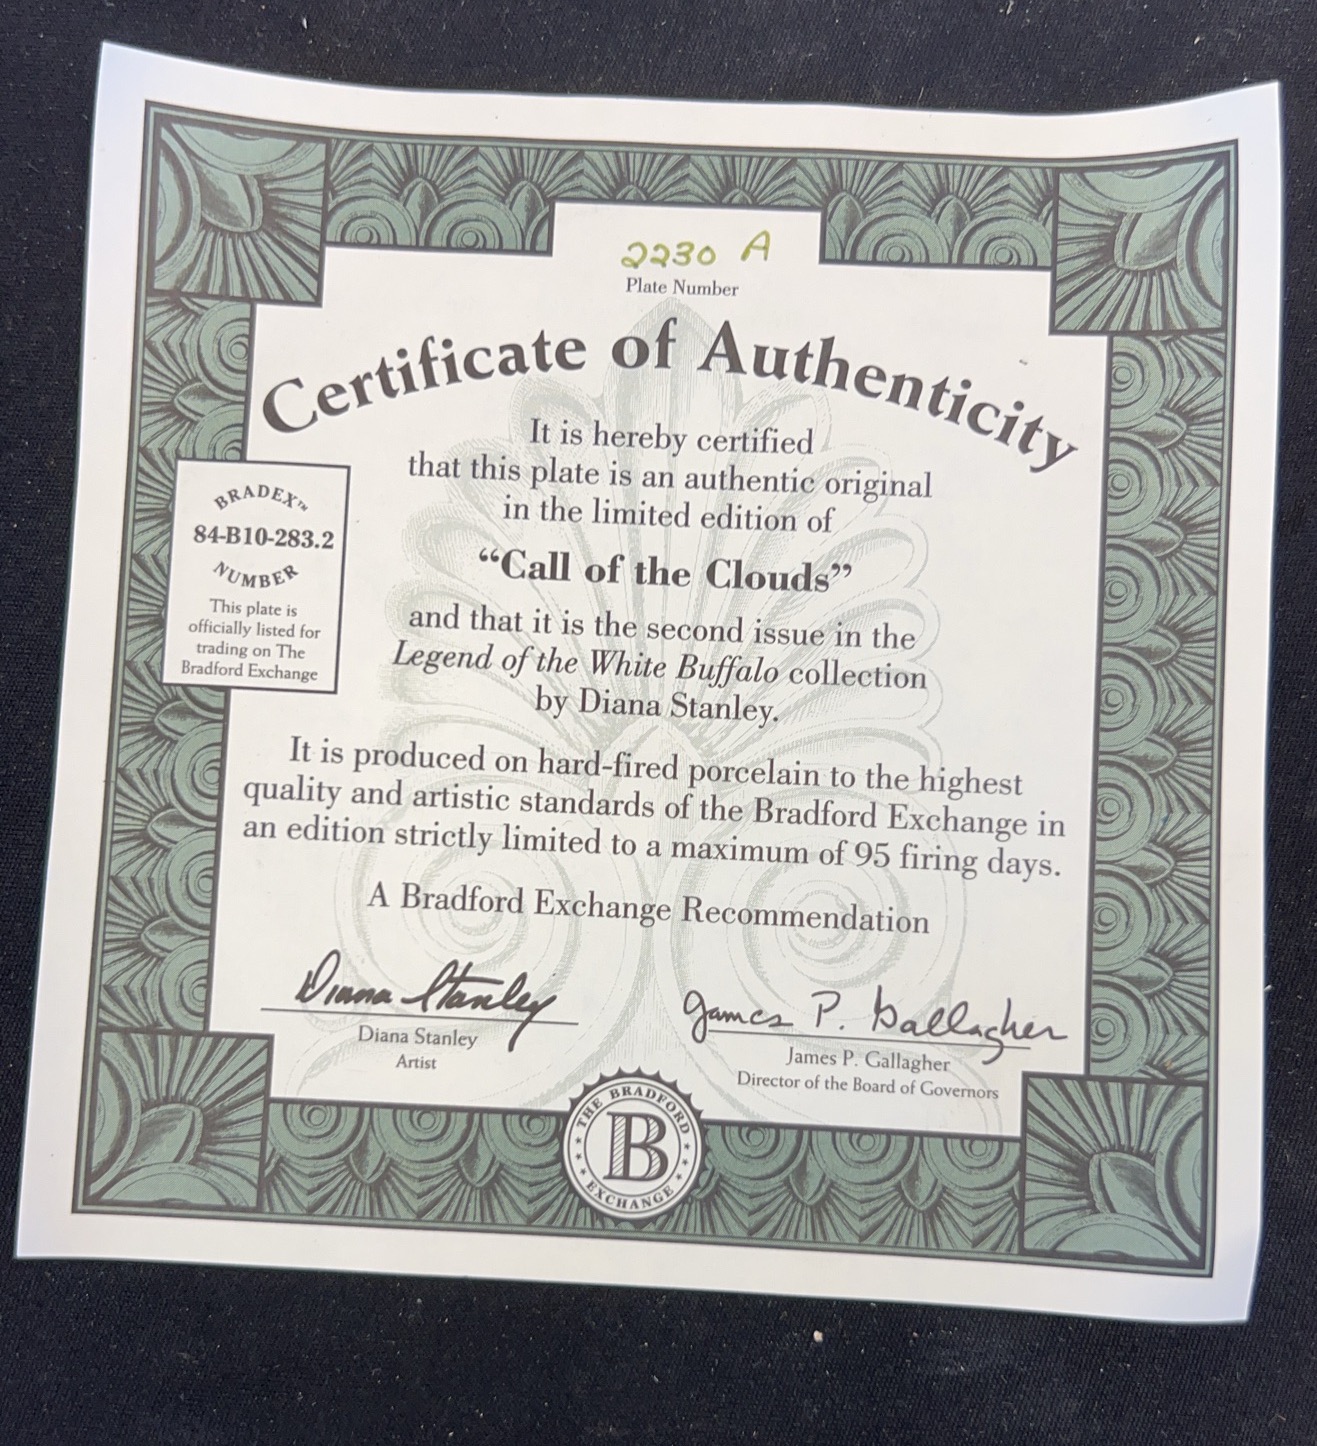 2230 A
Plate Number
Certificate of Authenticity
It is hereby certified
that this plate is an authentic original
in the limited edition of
“Call of the Clouds”
and that it is the second issue in the
Legend of the White Buffalo collection
by Diana Stanley.
BRADEX™
84-B10-283.2
NUMBER
This plate is
officially listed for
trading on The
Bradford Exchange
It is produced on hard-fired porcelain to the highest
quality and artistic standards of the Bradford Exchange in
an edition strictly limited to a maximum of 95 firing days.
A Bradford Exchange Recommendation
Diana Stanley
Diana Stanley
Artist
James P. Gallagher
James P. Gallagher
Director of the Board of Governors
THE BRADFORD
B
EXCHANGE